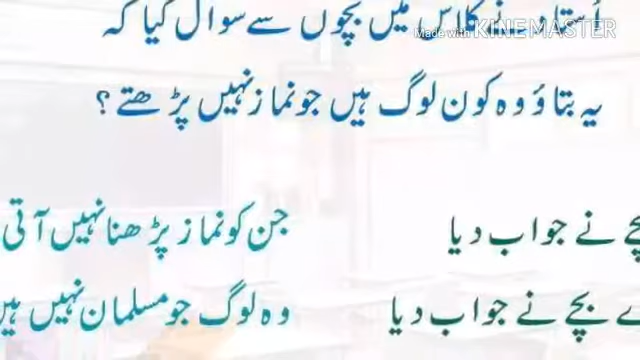 اُستاد نے کلاس میں بچوں سے سوال کیا کہ
Made with KINEMASTER
یہ بتاؤ وہ کون لوگ ہیں جو نماز نہیں پڑھتے؟
بچے نے جواب دیا جن کو نماز پڑھنا نہیں آتی
بچے نے جواب دیا وہ لوگ جو مسلمان نہیں ہیں